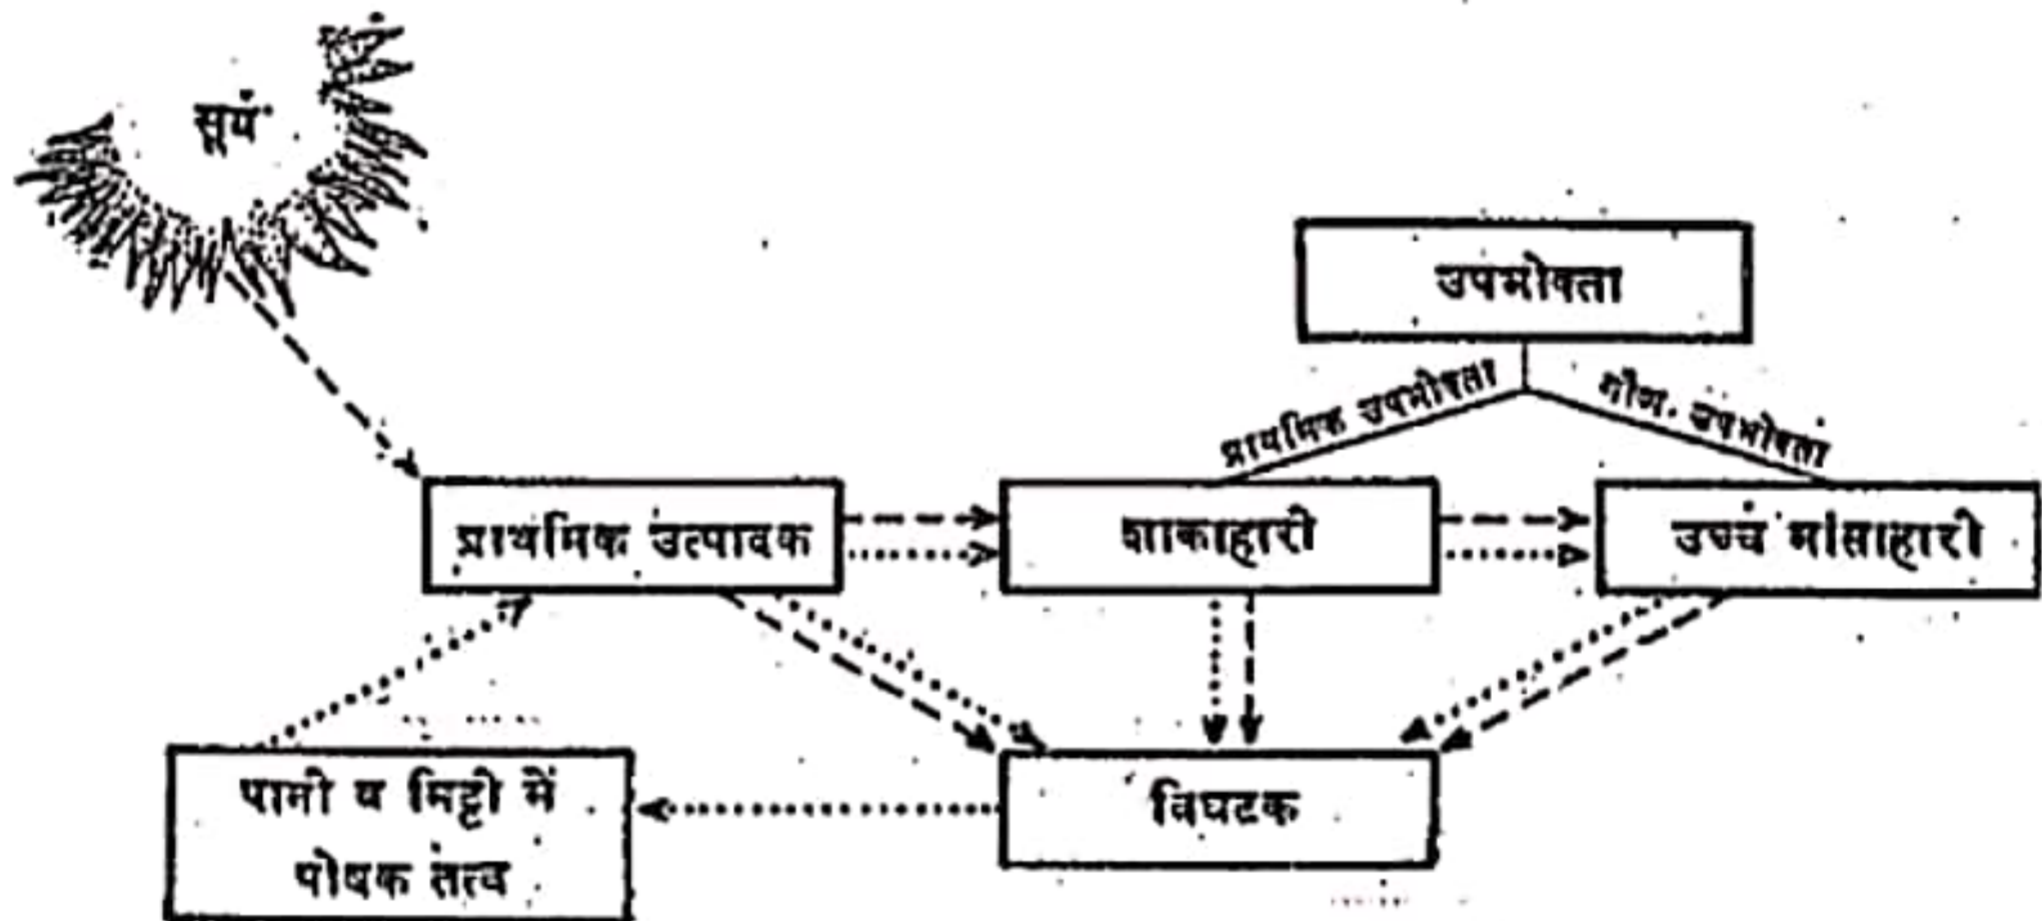 सूर्य
उपभोक्ता
प्राथमिक उपभोक्ता
गौण. उपभोक्ता
प्राथमिक उत्पादक
शाकाहारी
उच्च मांसाहारी
पानी व मिट्टी में
पोषक तत्व
विघटक